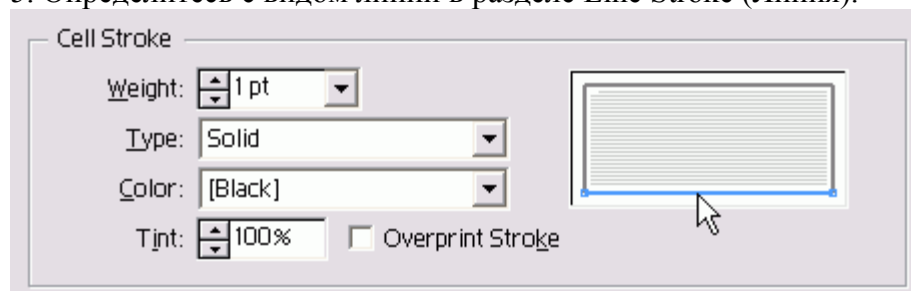 3. Определитесь с видом линии в разделе Line Stroke (Линия).
Cell Stroke
Weight: 1 pt
Type: Solid
Color: [Black]
Tint: 100% Overprint Stroke